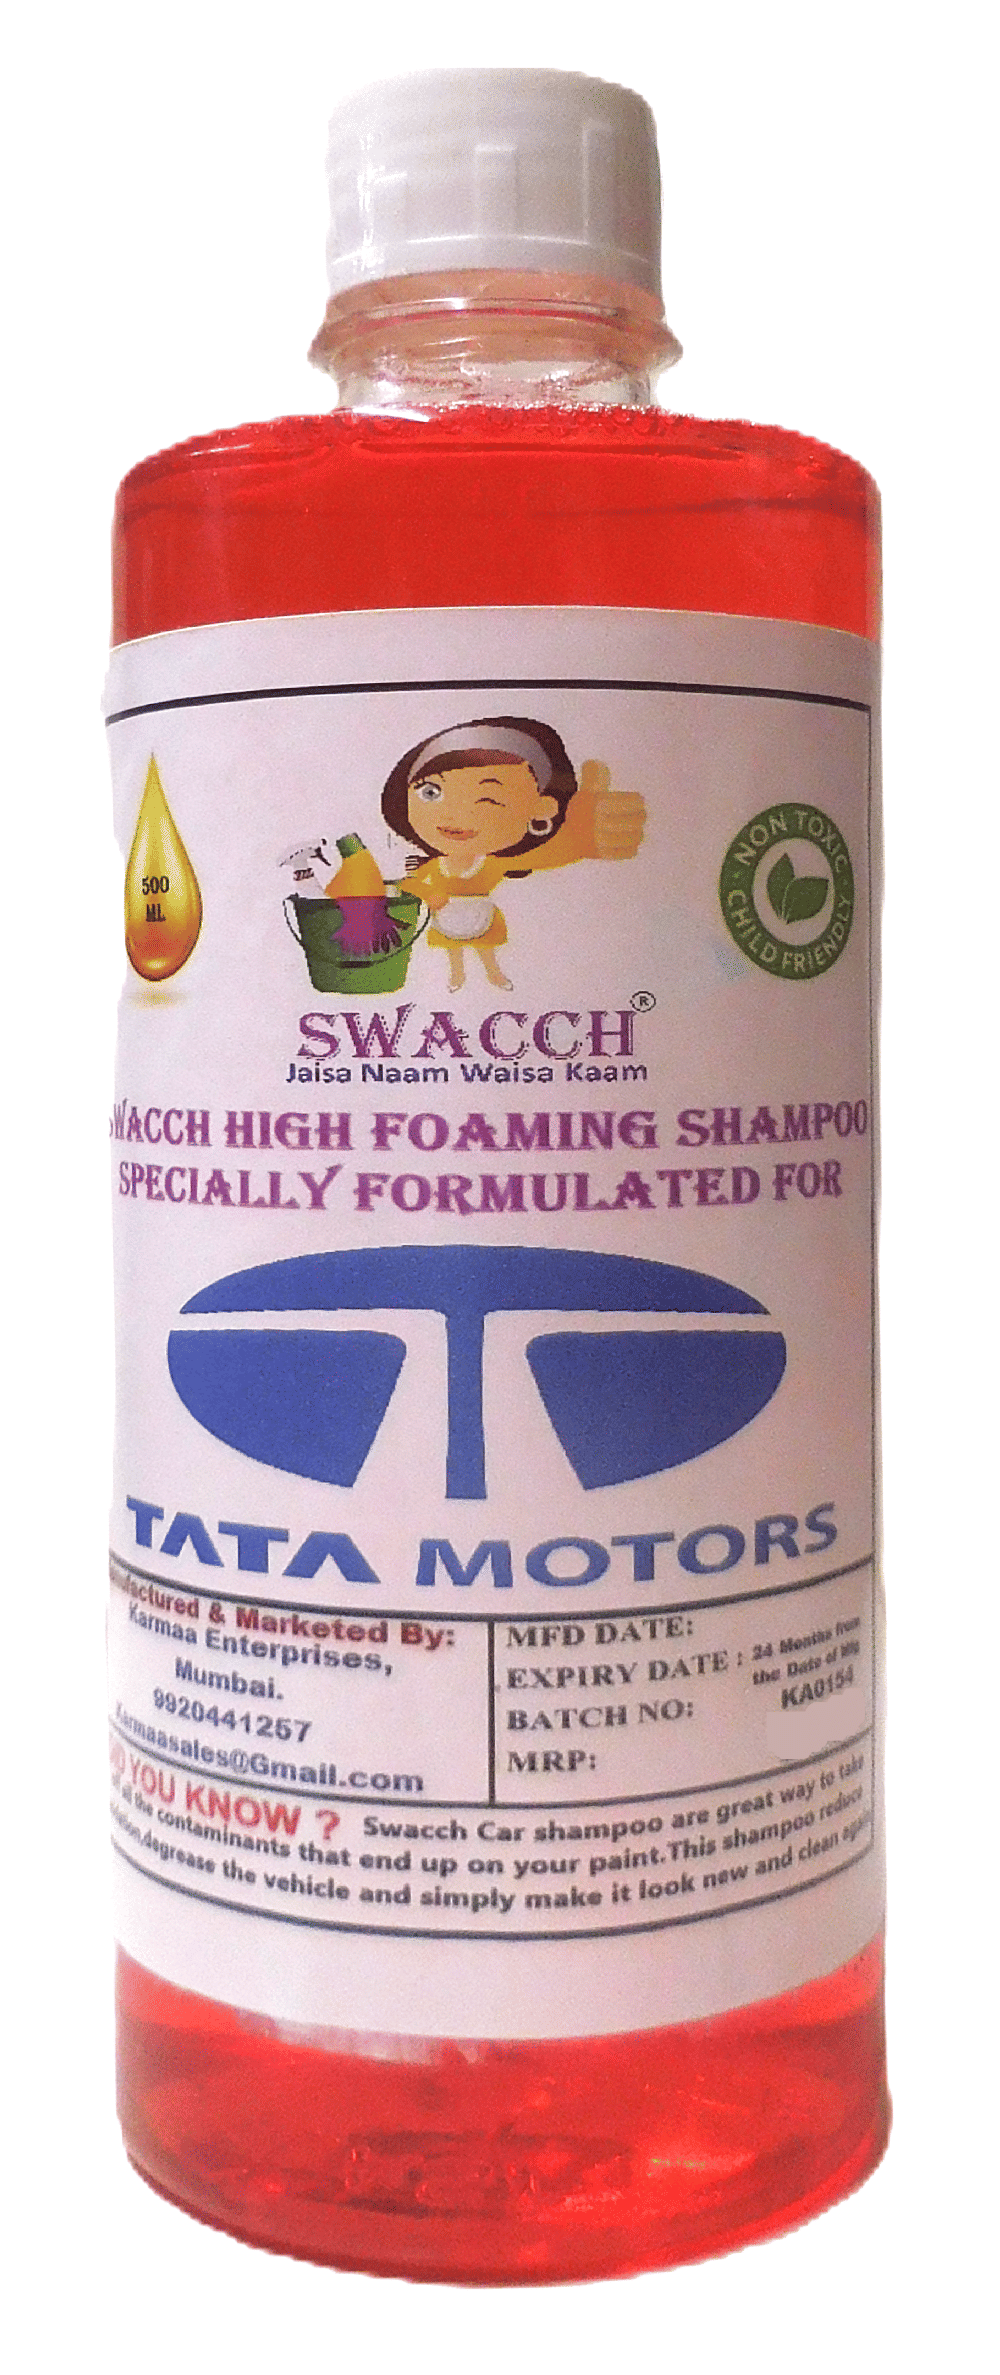 500
ML
NON TOXIC
CHILD FRIENDLY
SWACCH ®
Jaisa Naam Waisa Kaam
SWACCH HIGH FOAMING SHAMPOO
SPECIALLY FORMULATED FOR
TATA MOTORS
Manufactured & Marketed By:
Karmaa Enterprises,
Mumbai.
9920441257
Karmaasales@Gmail.com
MFD DATE:
EXPIRY DATE : 24 Months from
the Date of Mfg
BATCH NO: KA0154
MRP:
DID YOU KNOW ? Swacch Car shampoo are great way to take
of all the contaminants that end up on your paint.This shampoo reduce
,degrease the vehicle and simply make it look new and clean again